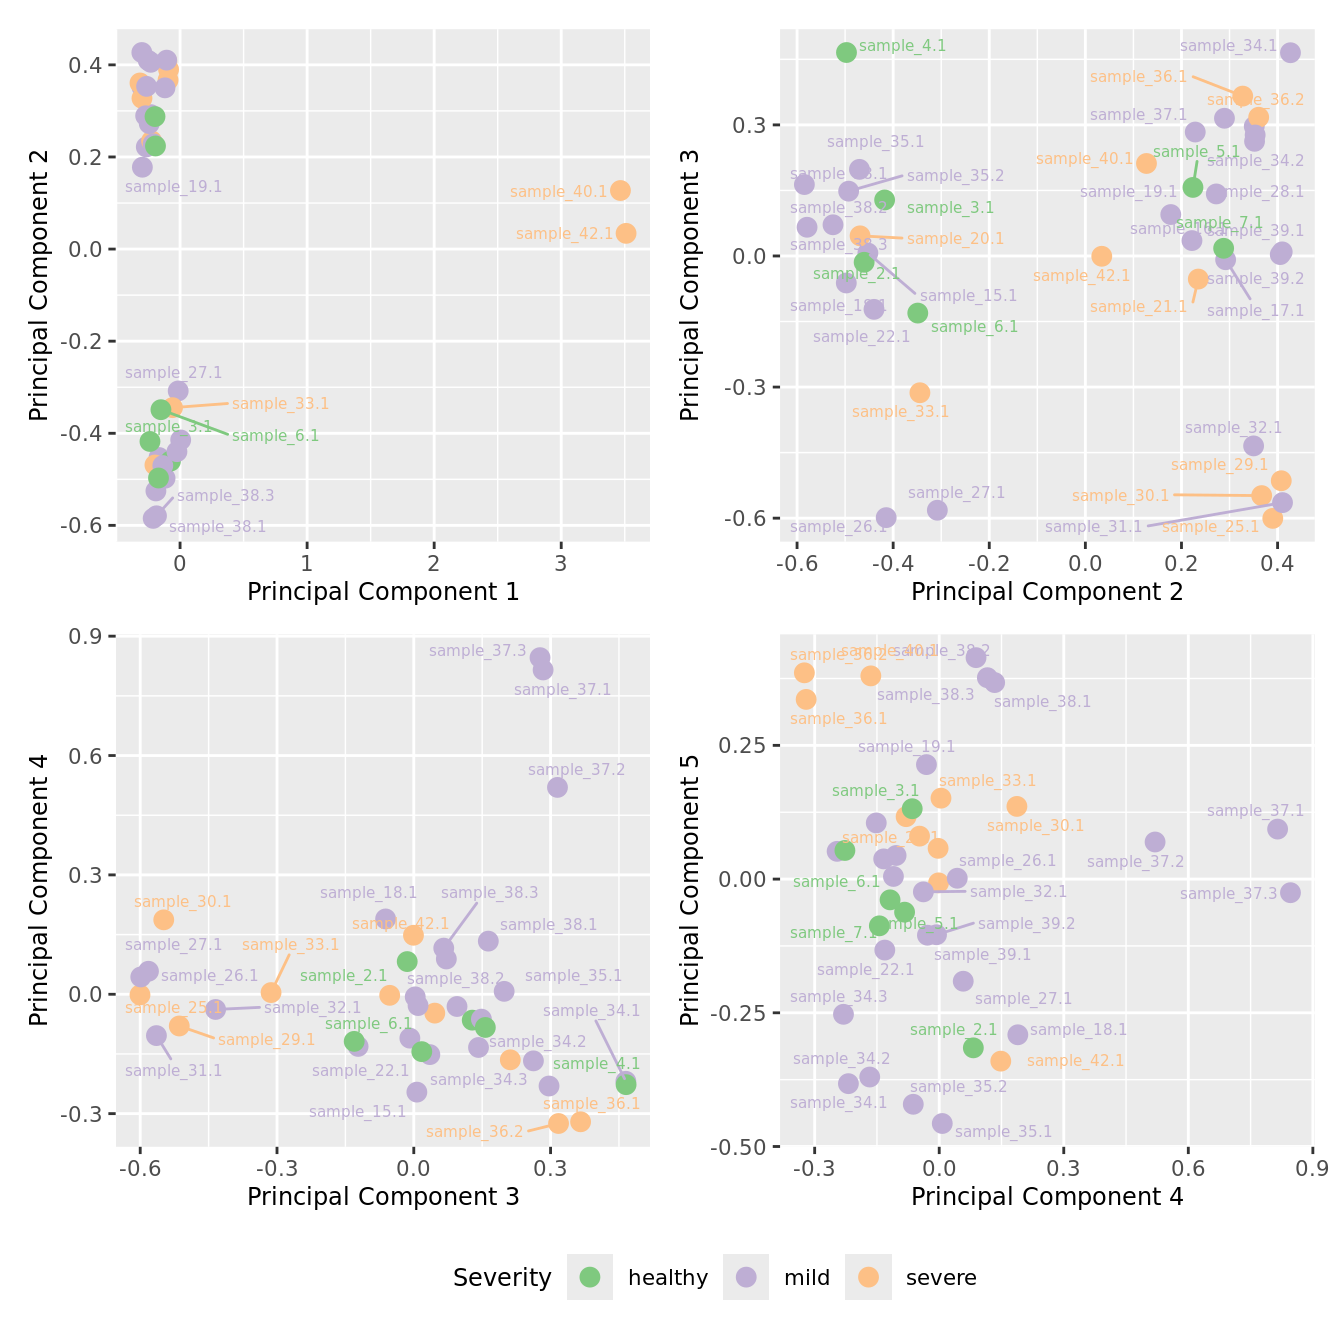 0.4
0.2
0.0
-0.2
-0.4
-0.6
Principal Component 2
sample_19.1
sample_40.1
sample_42.1
sample_27.1
sample_33.1
sample_3.1
sample_6.1
sample_38.3
sample_38.1
0 1 2 3
Principal Component 1
0.3
0.0
-0.3
-0.6
Principal Component 3
sample_4.1
sample_34.1
sample_36.1
sample_36.2
sample_37.1
sample_35.1
sample_5.1
sample_40.1
sample_34.2
sample_35.2
sample_19.1
sample_28.1
sample_38.2
sample_3.1
sample_7.1
sample_39.1
sample_20.1
sample_38.3
sample_2.1
sample_42.1
sample_39.2
sample_15.1
sample_18.1
sample_21.1
sample_17.1
sample_6.1
sample_22.1
sample_33.1
sample_32.1
sample_29.1
sample_27.1
sample_30.1
sample_26.1
sample_31.1
sample_25.1
-0.6 -0.4 -0.2 0.0 0.2 0.4
Principal Component 2
0.9
0.6
0.3
0.0
-0.3
Principal Component 4
sample_37.3
sample_37.1
sample_37.2
sample_30.1
sample_18.1
sample_38.3
sample_42.1
sample_38.1
sample_27.1
sample_33.1
sample_26.1
sample_2.1
sample_38.2
sample_35.1
sample_25.1
sample_32.1
sample_34.1
sample_6.1
sample_29.1
sample_34.2
sample_31.1
sample_22.1
sample_4.1
sample_34.3
sample_15.1
sample_36.1
sample_36.2
-0.6 -0.3 0.0 0.3
Principal Component 3
0.25
0.00
-0.25
-0.50
Principal Component 5
sample_36.2
sample_38.2
sample_38.3
sample_38.1
sample_36.1
sample_19.1
sample_33.1
sample_3.1
sample_37.1
sample_30.1
sample_26.1
sample_37.2
sample_6.1
sample_32.1
sample_37.3
sample_7.1
sample_5.1
sample_39.2
sample_39.1
sample_22.1
sample_34.3
sample_27.1
sample_2.1
sample_18.1
sample_34.2
sample_42.1
sample_35.2
sample_34.1
sample_35.1
-0.3 0.0 0.3 0.6 0.9
Principal Component 4
Severity healthy mild severe